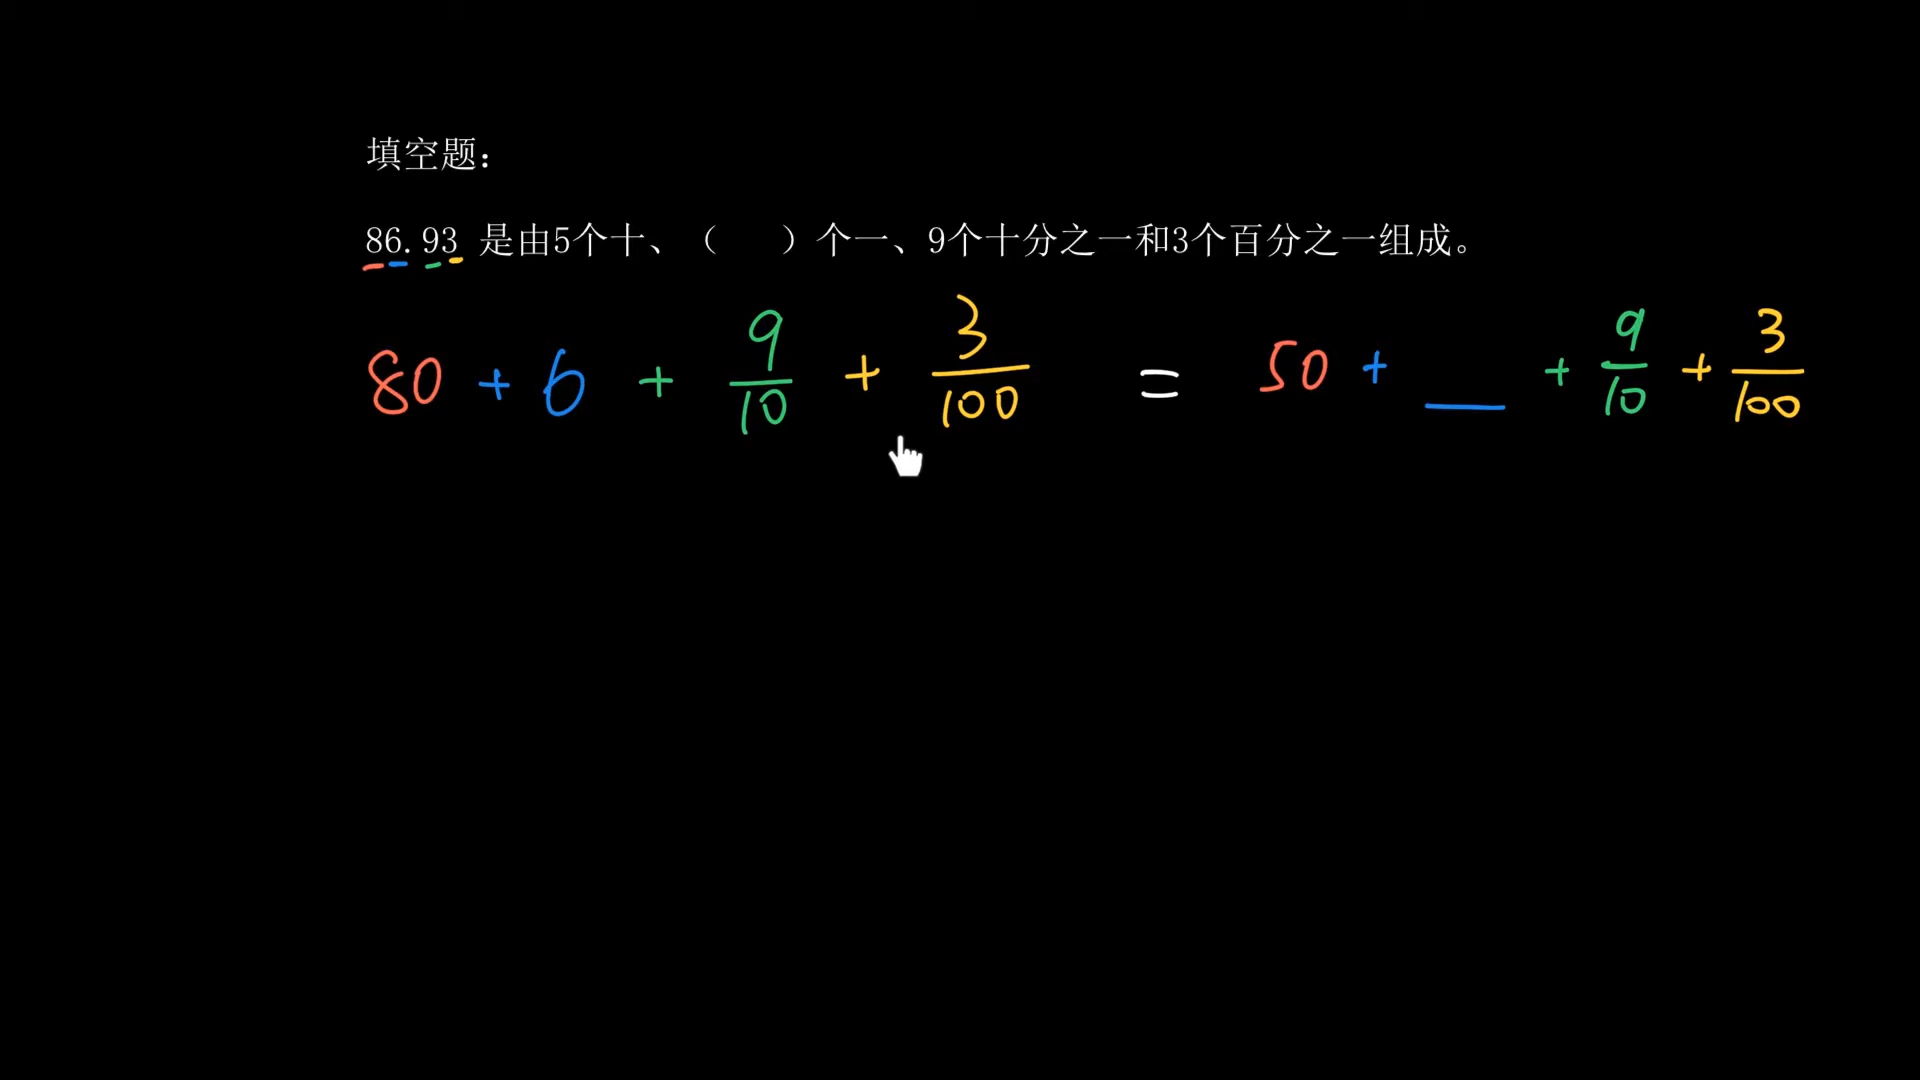 填空题：
86.93 是由5个十、（ ）个一、9个十分之一和3个百分之一组成。
80 + 6 + 9/10 + 3/100 = 50 + __ + 9/10 + 3/100